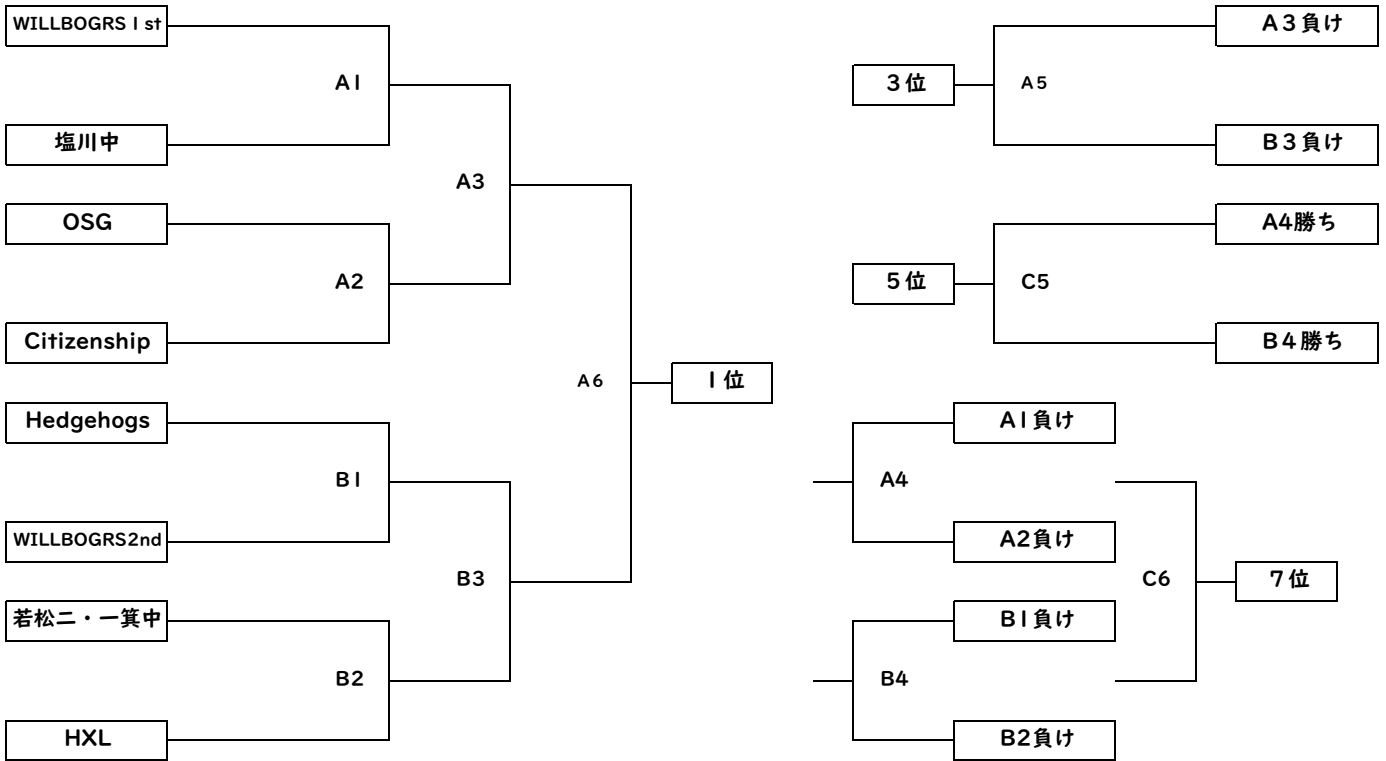 WILLBOGRS 1st
A1
塩川中
A3
OSG
A2
Citizenship
A6
1位
Hedgehogs
B1
WILLBOGRS2nd
B3
若松二・一箕中
B2
HXL
A3負け
3位
A5
B3負け
A4勝ち
5位
C5
B4勝ち
A1負け
A4
A2負け
C6
7位
B1負け
B4
B2負け